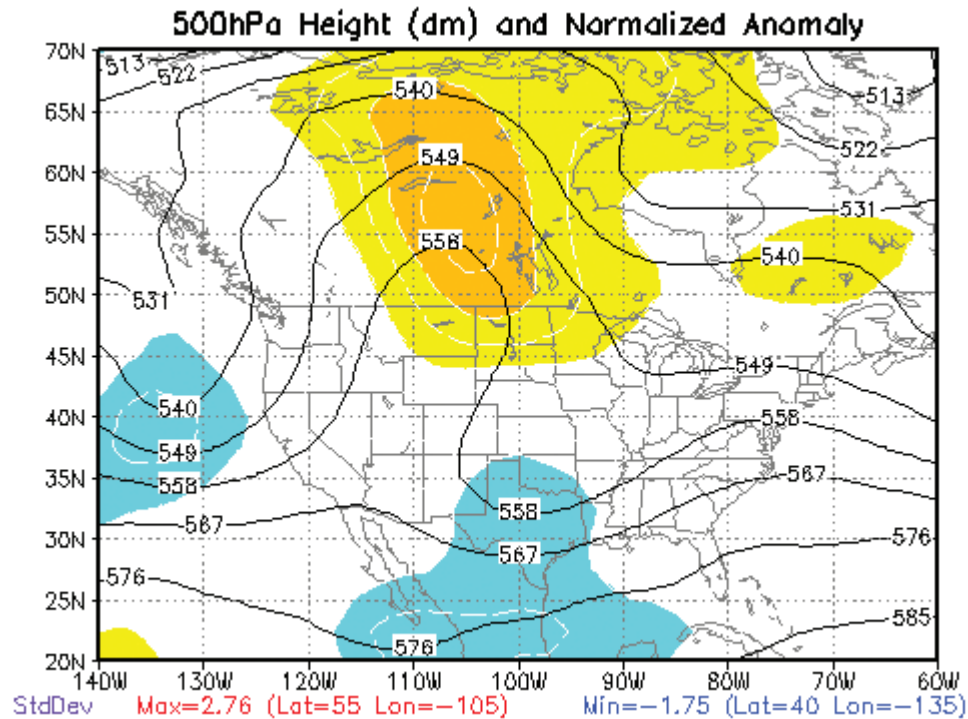 500hPa Height (dm) and Normalized Anomaly
70N
513
522
540
513
65N
522
549
60N
531
55N
558
540
50N
531
45N
549
40N
540
558
549
35N
558
567
558
567
30N
567
576
576
25N
585
576
20N
140W 130W 120W 110W 100W 90W 80W 70W 60W
StdDev Max=2.76 (Lat=55 Lon=-105) Min=-1.75 (Lat=40 Lon=-135)